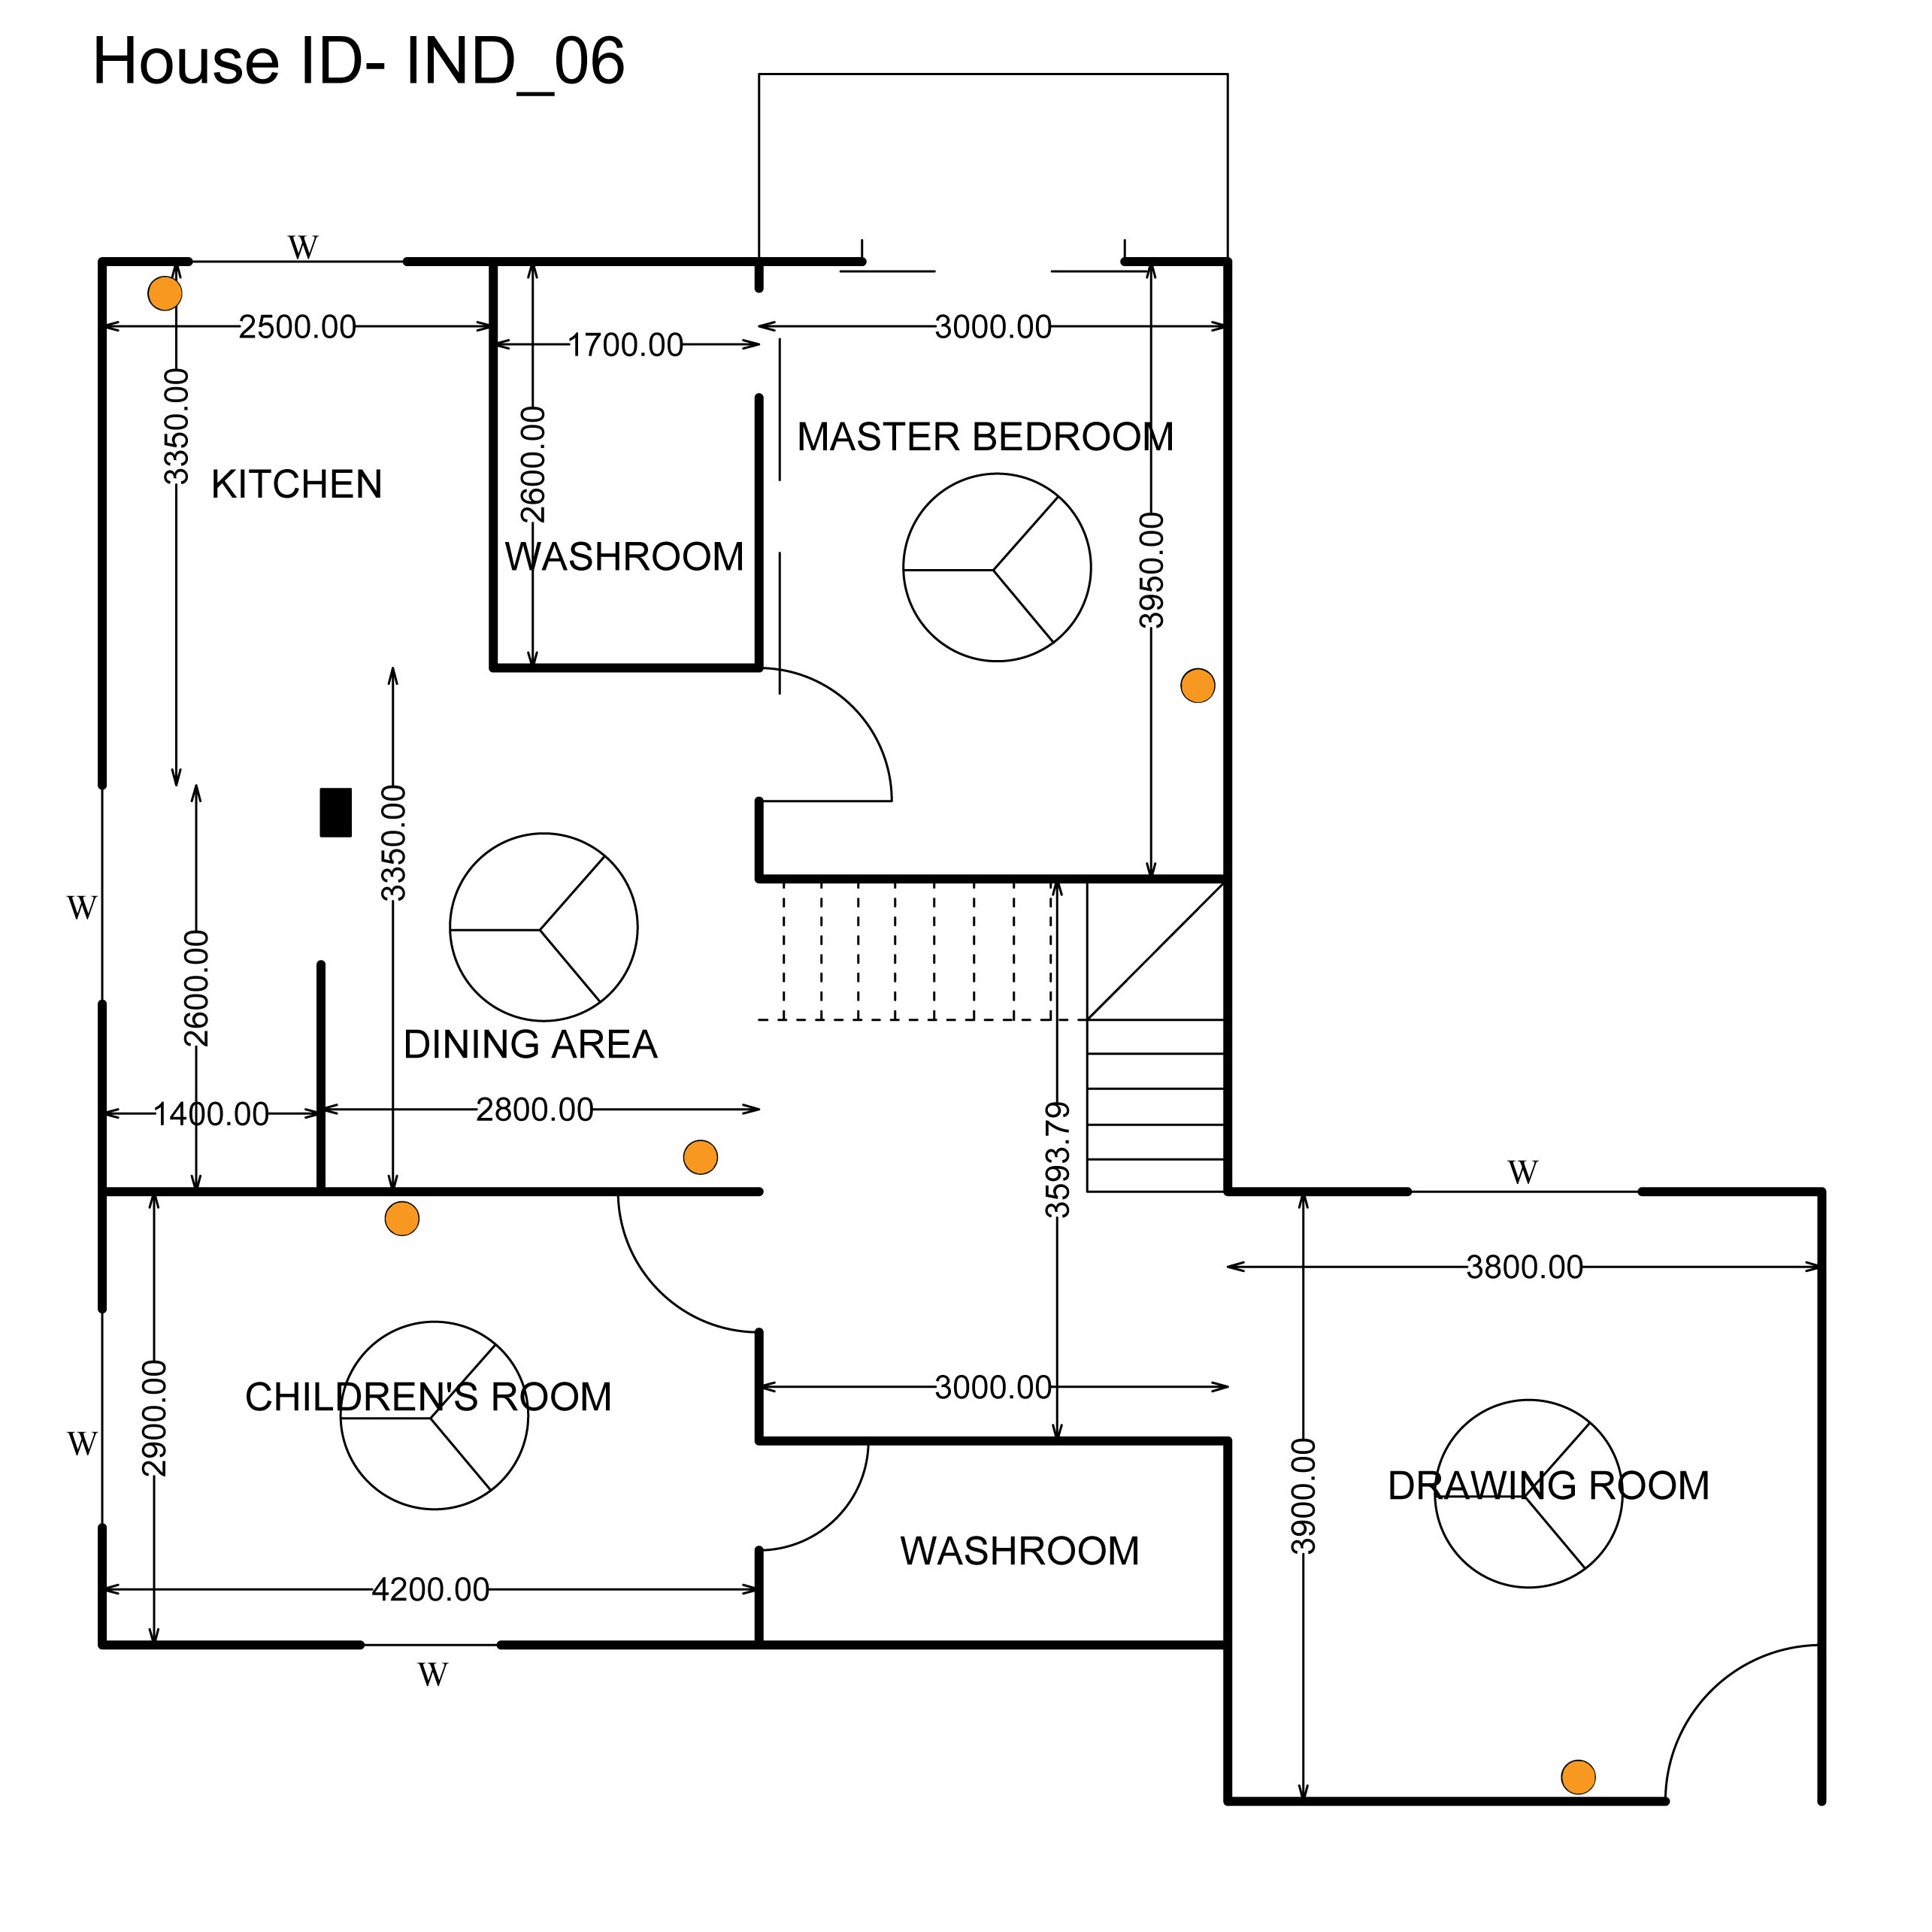 House ID- IND_06
W
2500.00
1700.00
3000.00
3350.00
2600.00
MASTER BEDROOM
KITCHEN
WASHROOM
3950.00
3350.00
W
2600.00
DINING AREA
1400.00
2800.00
3593.79
W
3800.00
CHILDREN'S ROOM
3000.00
2900.00
W
3900.00
DRAWING ROOM
WASHROOM
4200.00
W